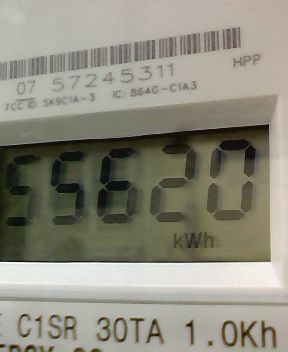 07 57245311
HPP
FCC ID: SK9C1A-3 IC: 864G-C1A3
55620
kWh
C1SR 30TA 1.0Kh